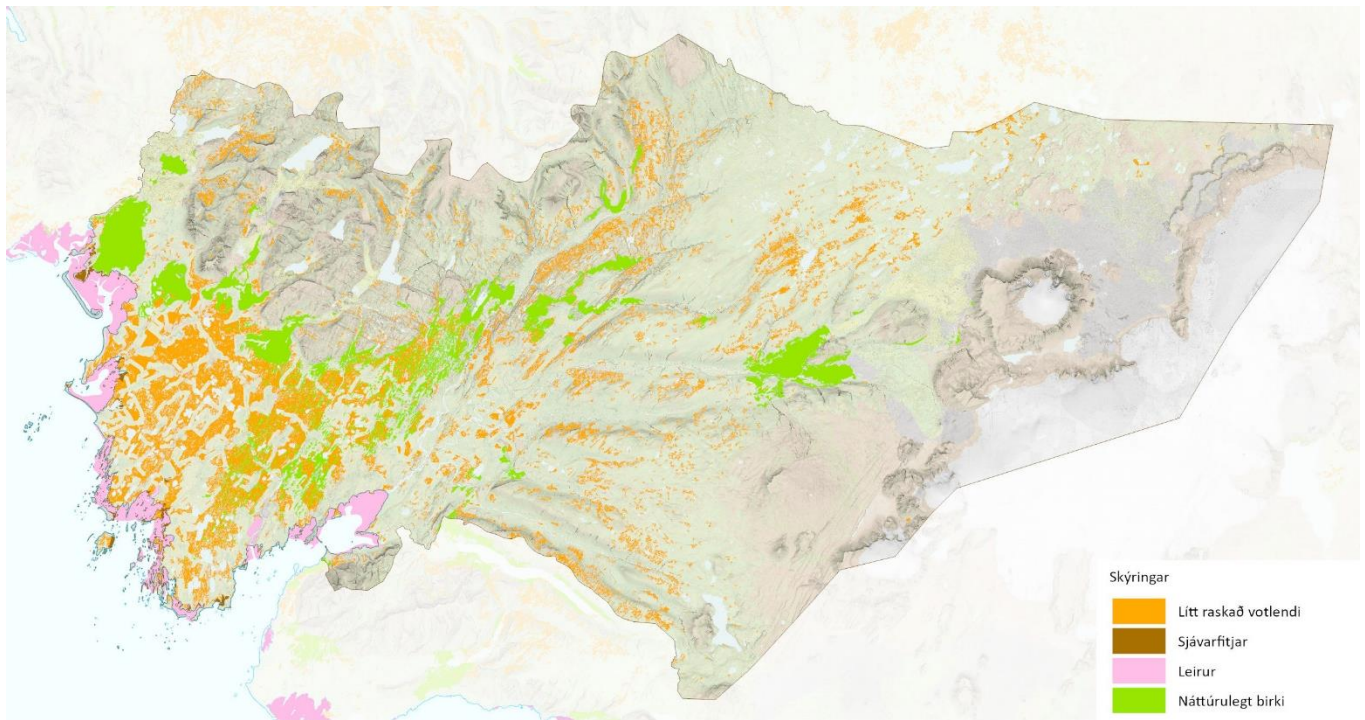 Skýringar
Lítt raskað votlendi
Sjávarfitjar
Leirur
Náttúrulegt birki